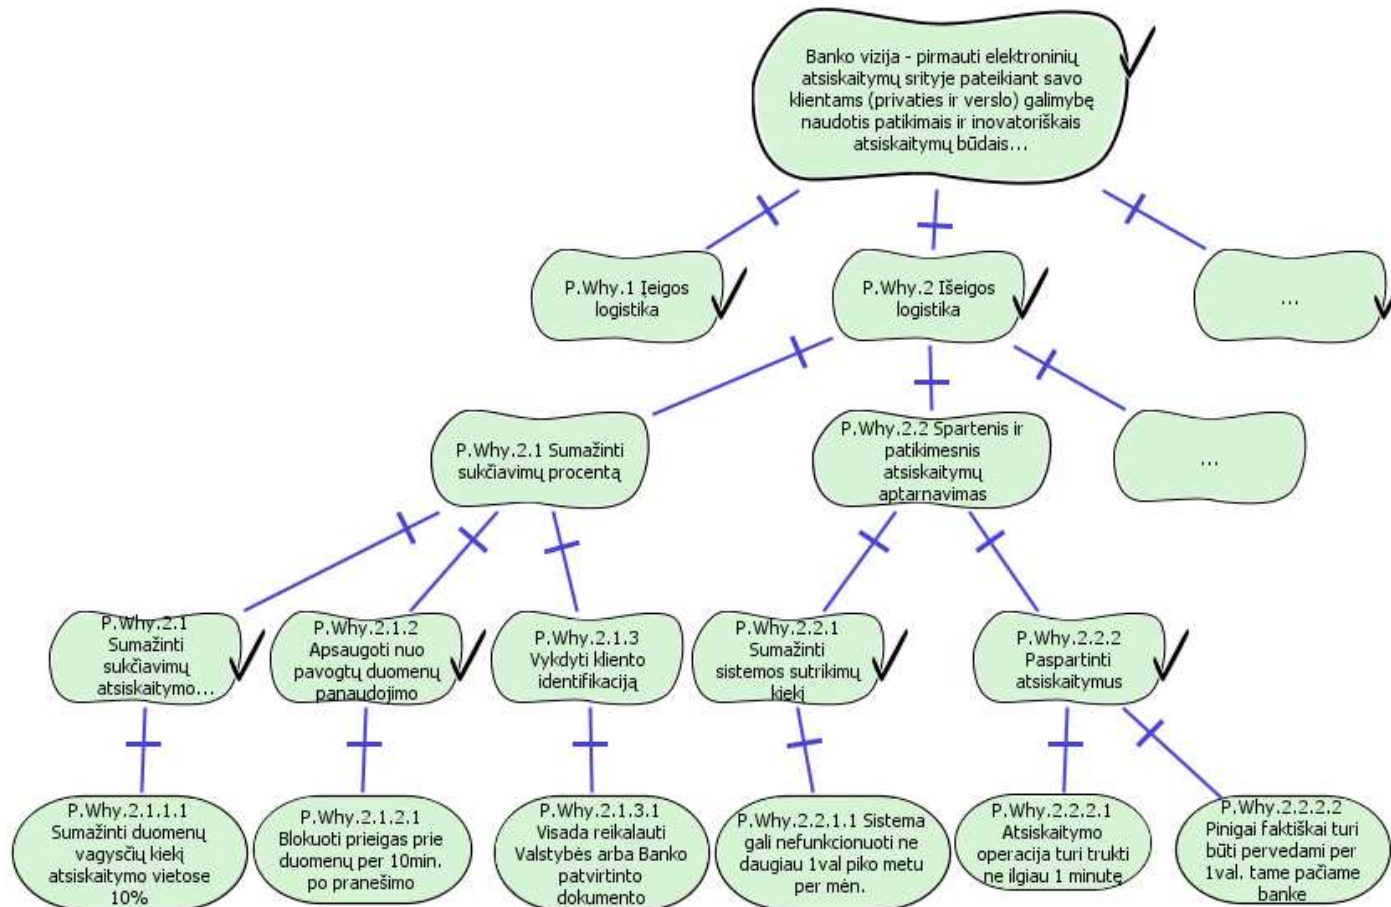 Banko vizija - pirmauti elektroninių
atsiskaitymų srityje pateikiant savo
klientams (privaties ir verslo) galimybę
naudotis patikimais ir inovatoriškais
atsiskaitymų būdais...
P.Why.1 Įeigos
logistika
P.Why.2 Išeigos
logistika
...
P.Why.2.1 Sumažinti
sukčiavimų procentą
P.Why.2.2 Spartenis ir
patikimesnis
atsiskaitymų
aptarnavimas
...
P.Why.2.1
Sumažinti
sukčiavimų
atsiskaitymo...
P.Why.2.1.2
Apsaugoti nuo
pavogtų duomenų
panaudojimo
P.Why.2.1.3
Vykdyti kliento
identifikaciją
P.Why.2.2.1
Sumažinti
sistemos sutrikimų
kiekį
P.Why.2.2.2
Paspartinti
atsiskaitymus
P.Why.2.1.1.1
Sumažinti duomenų
vagysčių kiekį
atsiskaitymo vietose
10%
P.Why.2.1.2.1
Blokuoti prieigas prie
duomenų per 10min.
po pranešimo
P.Why.2.1.3.1
Visada reikalauti
Valstybės arba Banko
patvirtinto
dokumento
P.Why.2.2.1.1 Sistema
gali nefunkcionuoti ne
daugiau 1val piko metu
per mėn.
P.Why.2.2.2.1
Atsiskaitymo
operacija turi trukti
ne ilgiau 1 minutę
P.Why.2.2.2.2
Pinigai faktiškai turi
būti pervedami per
1val. tame pačiame
banke